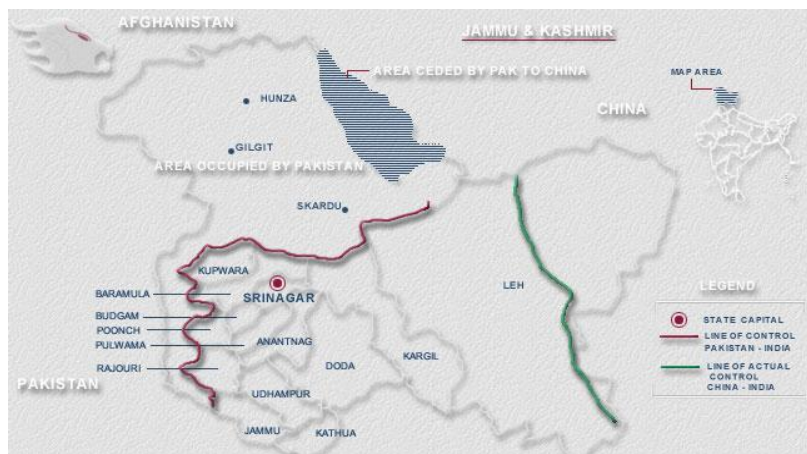 AFGHANISTAN
JAMMU & KASHMIR
AREA CEDED BY PAK TO CHINA
MAP AREA
HUNZA
CHINA
GILGIT
AREA OCCUPIED BY PAKISTAN
SKARDU
KUPWARA
BARAMULA
SRINAGAR
LEH
LEGEND
BUDGAM
POONCH
PULWAMA
ANANTNAG
RAJOURI
DODA
KARGIL
PAKISTAN
UDHAMPUR
JAMMU
KATHUA
STATE CAPITAL
LINE OF CONTROL
PAKISTAN - INDIA
LINE OF ACTUAL
CONTROL
CHINA - INDIA